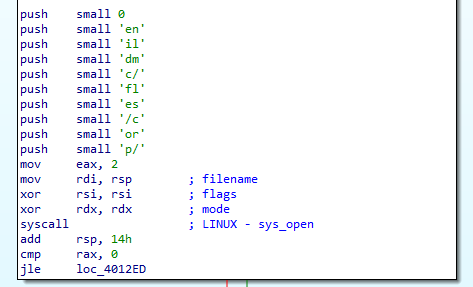 push small 0
push small 'en'
push small 'il'
push small 'dm'
push small 'c/'
push small 'fl'
push small 'es'
push small '/c'
push small 'or'
push small 'p/'
mov eax, 2
mov rdi, rsp ; filename
xor rsi, rsi ; flags
xor rdx, rdx ; mode
syscall ; LINUX - sys_open
add rsp, 14h
cmp rax, 0
jle loc_4012ED